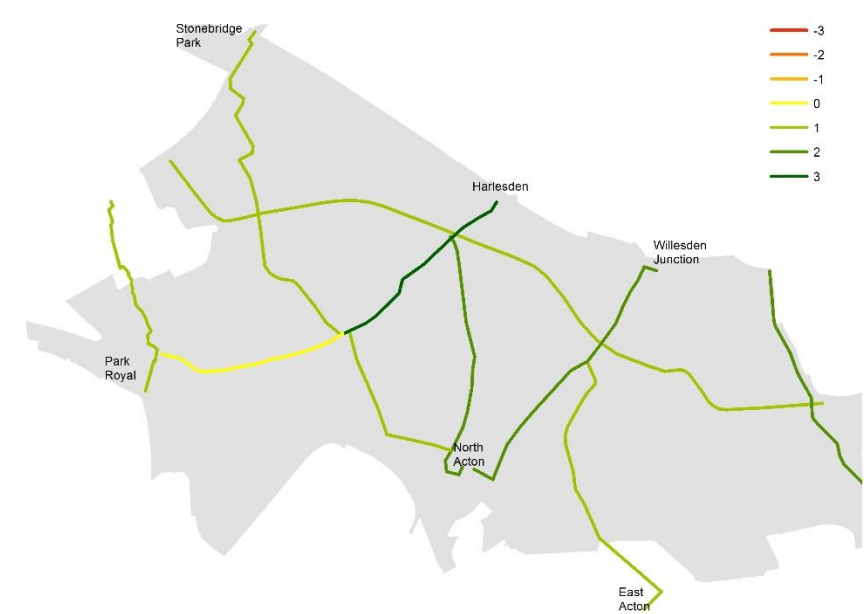 Stonebridge
Park
-3
-2
-1
0
1
2
3
Harlesden
Willesden
Junction
Park
Royal
North
Acton
East
Acton